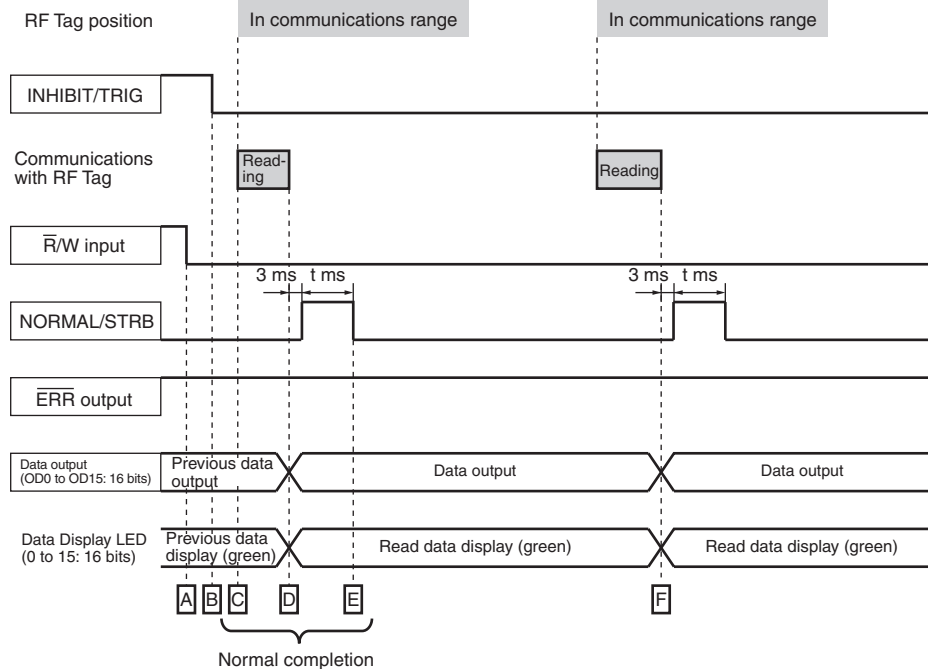 RF Tag position
In communications range
In communications range
INHIBIT/TRIG
Communications
with RF Tag
Read-
ing
Reading
R̅/W input
3 ms t ms
3 ms t ms
NORMAL/STRB
E̅R̅R̅ output
Data output
(OD0 to OD15: 16 bits)
Previous data
output
Data output
Data output
Data Display LED
(0 to 15: 16 bits)
Previous data
display (green)
Read data display (green)
Read data display (green)
A B C D E F
Normal completion